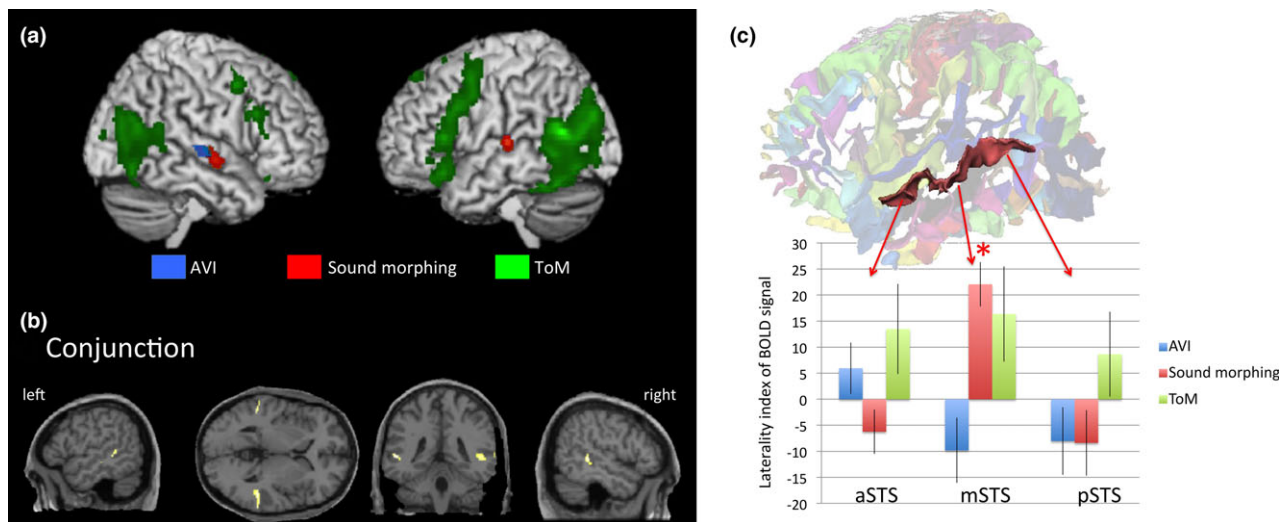 (a)
AVI
Sound morphing
ToM
(b)
Conjunction
left
right
(c)
Laterality index of BOLD signal
30
25
20
15
10
5
0
-5
-10
-15
-20
*
aSTS
mSTS
pSTS
AVI
Sound morphing
ToM